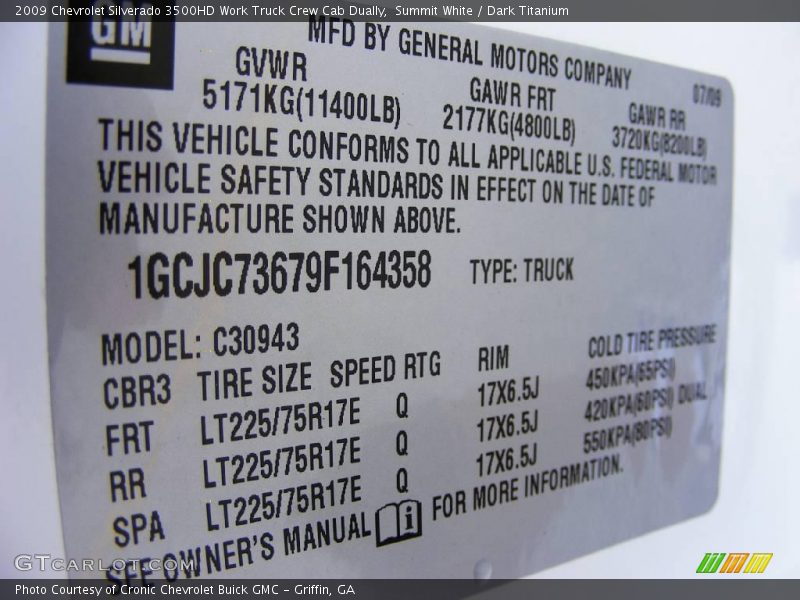 2009 Chevrolet Silverado 3500HD Work Truck Crew Cab Dually, Summit White / Dark Titanium
GM
MFD BY GENERAL MOTORS COMPANY
07/09
GVWR GAWR FRT GAWR RR
5171KG(11400LB) 2177KG(4800LB) 3720KG(8200LB)
THIS VEHICLE CONFORMS TO ALL APPLICABLE U.S. FEDERAL MOTOR
VEHICLE SAFETY STANDARDS IN EFFECT ON THE DATE OF
MANUFACTURE SHOWN ABOVE.
1GCJC73679F164358 TYPE: TRUCK
MODEL: C30943
CBR3 TIRE SIZE SPEED RTG RIM COLD TIRE PRESSURE
FRT LT225/75R17E Q 17X6.5J 450KPA(65PSI)
RR LT225/75R17E Q 17X6.5J 420KPA(60PSI) DUAL
SPA LT225/75R17E Q 17X6.5J 550KPA(80PSI)
SEE OWNER'S MANUAL FOR MORE INFORMATION.
GTcarlot.com
Photo Courtesy of Cronic Chevrolet Buick GMC – Griffin, GA